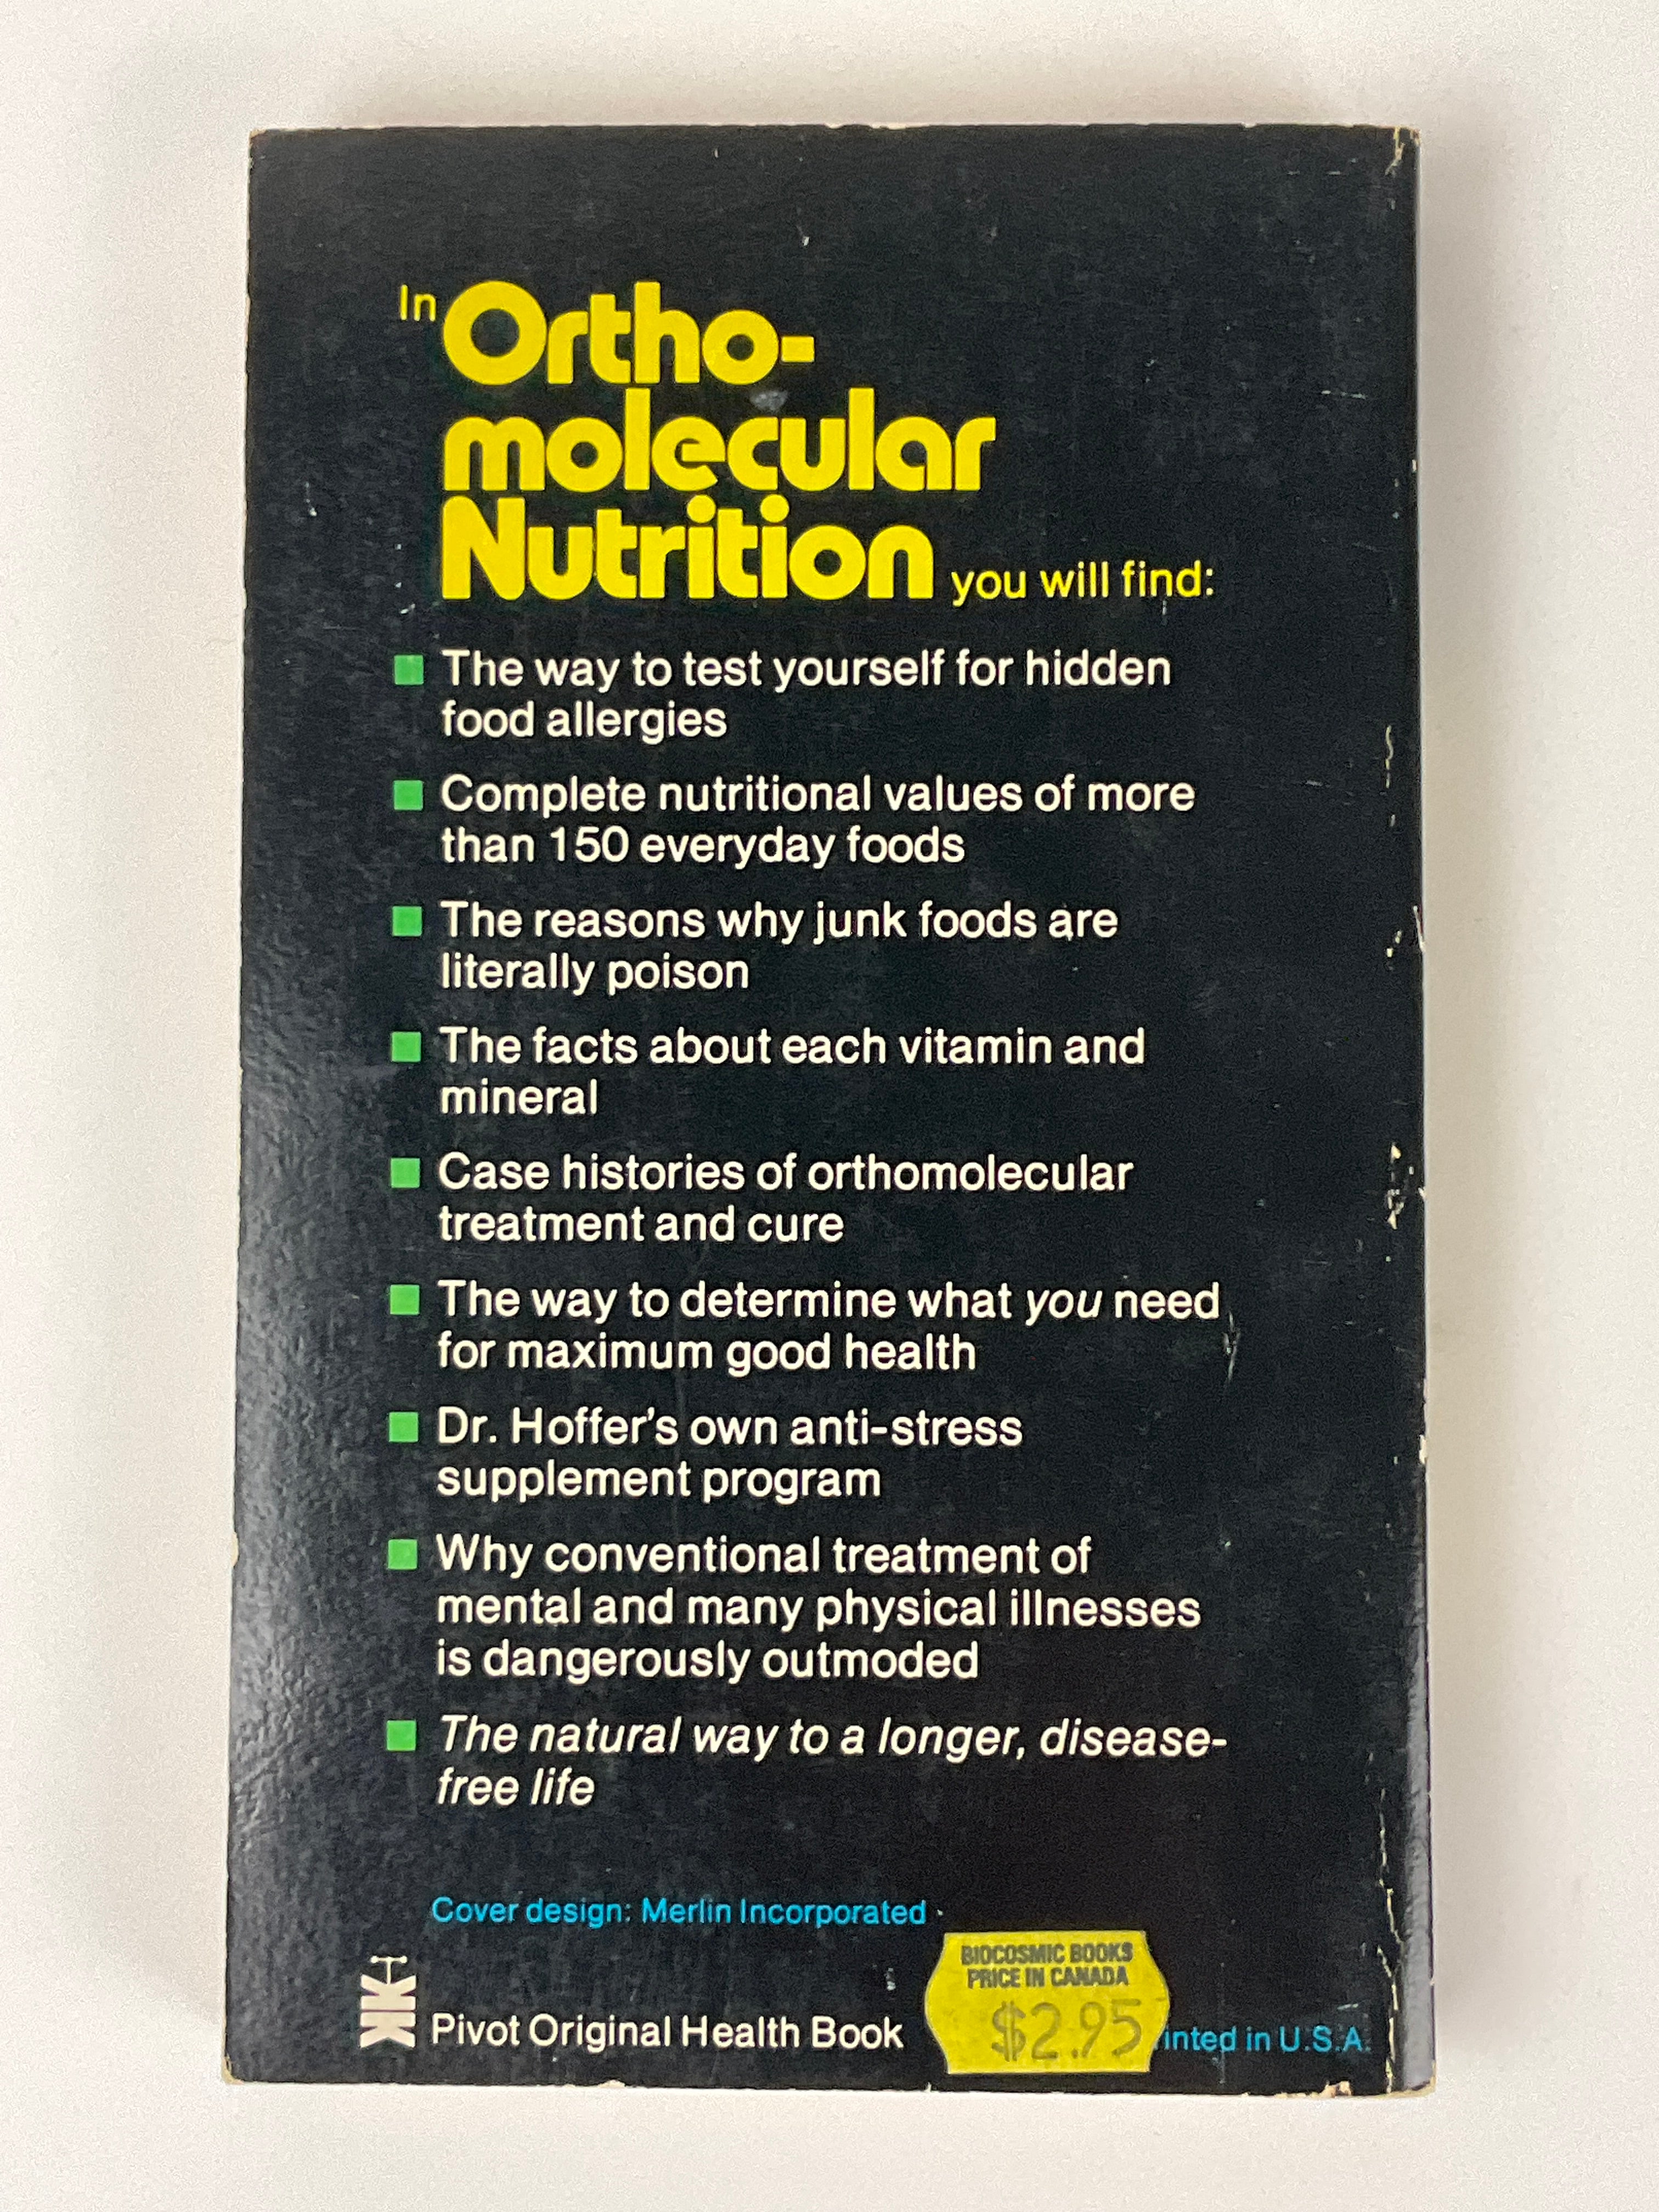 In Ortho-
molecular
Nutrition you will find:
The way to test yourself for hidden
food allergies
Complete nutritional values of more
than 150 everyday foods
The reasons why junk foods are
literally poison
The facts about each vitamin and
mineral
Case histories of orthomolecular
treatment and cure
The way to determine what you need
for maximum good health
Dr. Hoffer's own anti-stress
supplement program
Why conventional treatment of
mental and many physical illnesses
is dangerously outmoded
The natural way to a longer, disease-
free life
Cover design: Merlin Incorporated
BIOCOSMIC BOOKS
PRICE IN CANADA
$2.95
Pivot Original Health Book
inted in U.S.A.